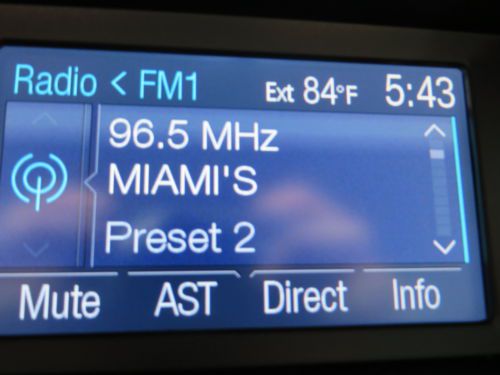 Radio < FM1 Ext 84°F 5:43
96.5 MHz
MIAMI'S
Preset 2
Mute AST Direct Info